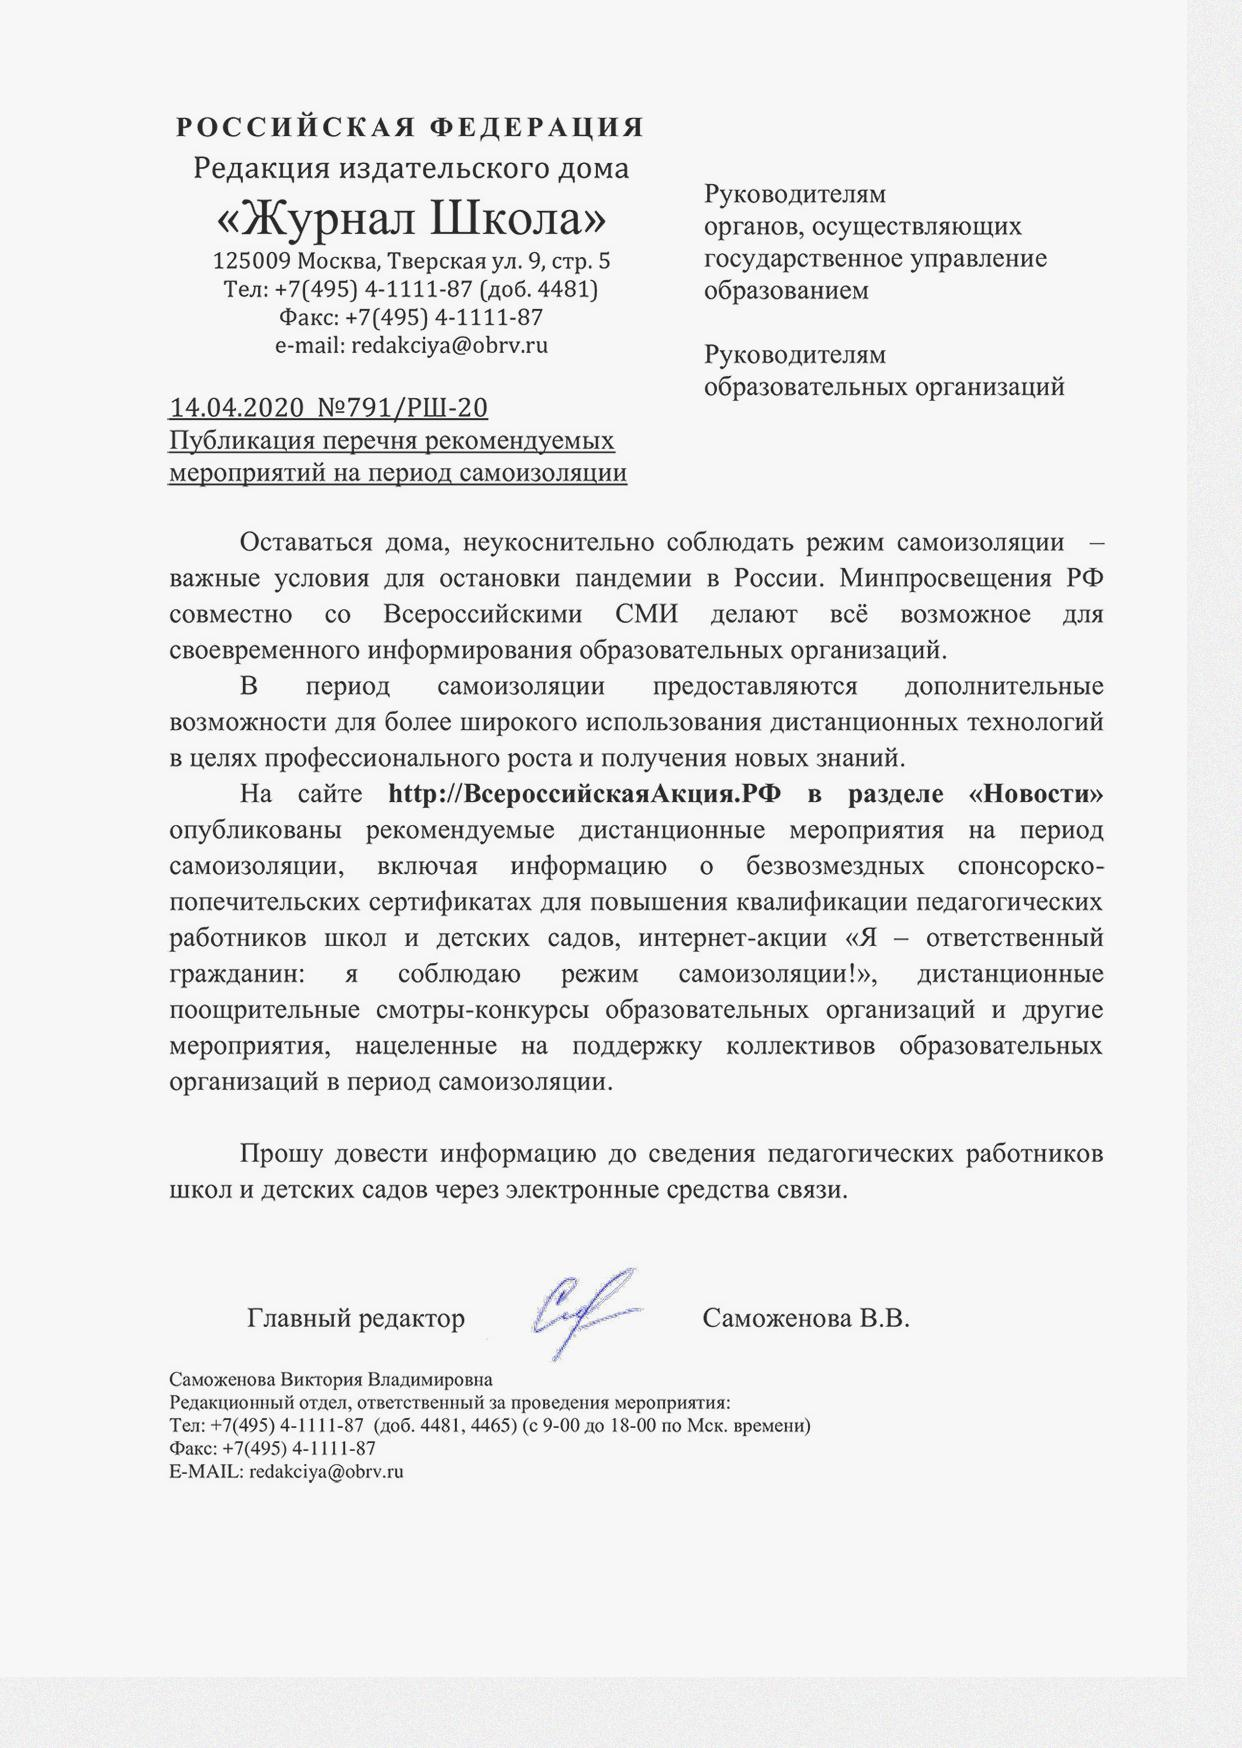 РОССИЙСКАЯ ФЕДЕРАЦИЯ
Редакция издательского дома
«Журнал Школа»
125009 Москва, Тверская ул. 9, стр. 5
Тел: +7(495) 4-1111-87 (доб. 4481)
Факс: +7(495) 4-1111-87
e-mail: redakciya@obrv.ru
14.04.2020 №791/РШ-20
Публикация перечня рекомендуемых
мероприятий на период самоизоляции
Руководителям
органов, осуществляющих
государственное управление
образованием
Руководителям
образовательных организаций
Оставаться дома, неукоснительно соблюдать режим самоизоляции –
важные условия для остановки пандемии в России. Минпросвещения РФ
совместно со Всероссийскими СМИ делают всё возможное для
своевременного информирования образовательных организаций.
В период самоизоляции предоставляются дополнительные
возможности для более широкого использования дистанционных технологий
в целях профессионального роста и получения новых знаний.
На сайте http://ВсероссийскаяАкция.РФ в разделе «Новости»
опубликованы рекомендуемые дистанционные мероприятия на период
самоизоляции, включая информацию о безвозмездных спонсорско-
попечительских сертификатах для повышения квалификации педагогических
работников школ и детских садов, интернет-акции «Я – ответственный
гражданин: я соблюдаю режим самоизоляции!», дистанционные
поощрительные смотры-конкурсы образовательных организаций и другие
мероприятия, нацеленные на поддержку коллективов образовательных
организаций в период самоизоляции.
Прошу довести информацию до сведения педагогических работников
школ и детских садов через электронные средства связи.
Главный редактор Саможенова В.В.
Саможенова Виктория Владимировна
Редакционный отдел, ответственный за проведения мероприятия:
Тел: +7(495) 4-1111-87 (доб. 4481, 4465) (с 9-00 до 18-00 по Мск. времени)
Факс: +7(495) 4-1111-87
E-MAIL: redakciya@obrv.ru